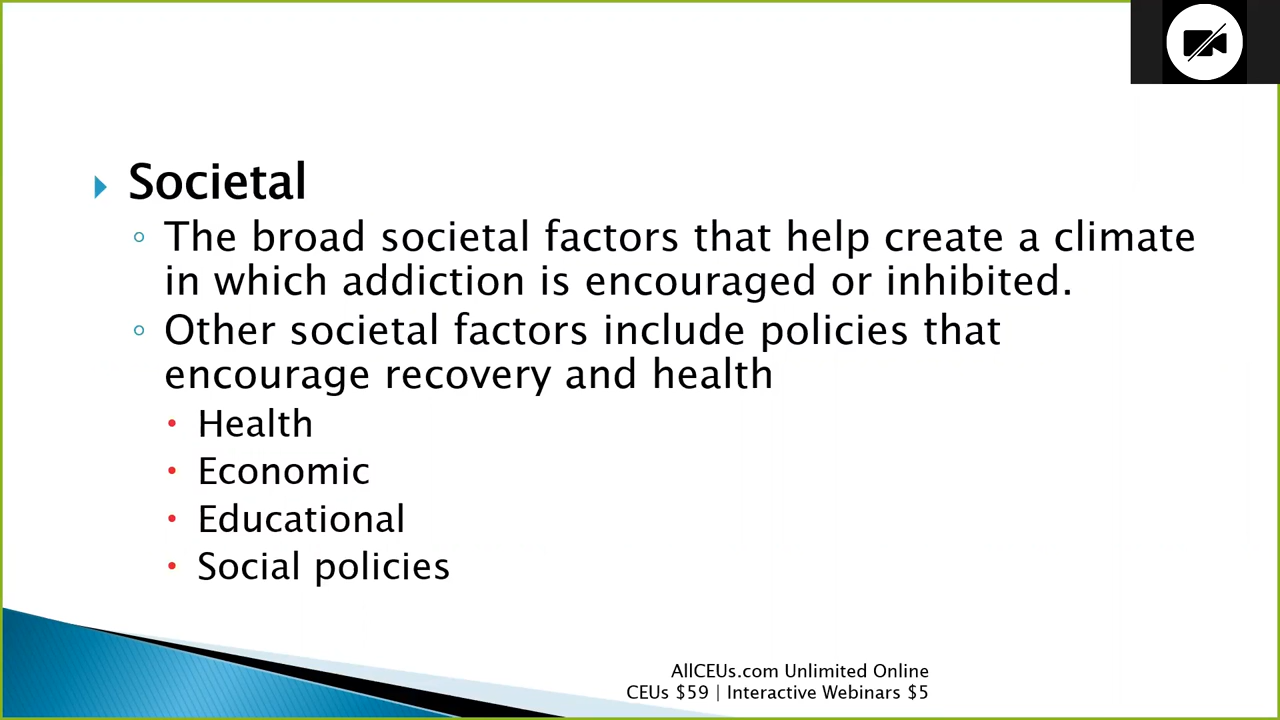 Societal
The broad societal factors that help create a climate
in which addiction is encouraged or inhibited.
Other societal factors include policies that
encourage recovery and health
Health
Economic
Educational
Social policies
AllCEUs.com Unlimited Online
CEUs $59 | Interactive Webinars $5